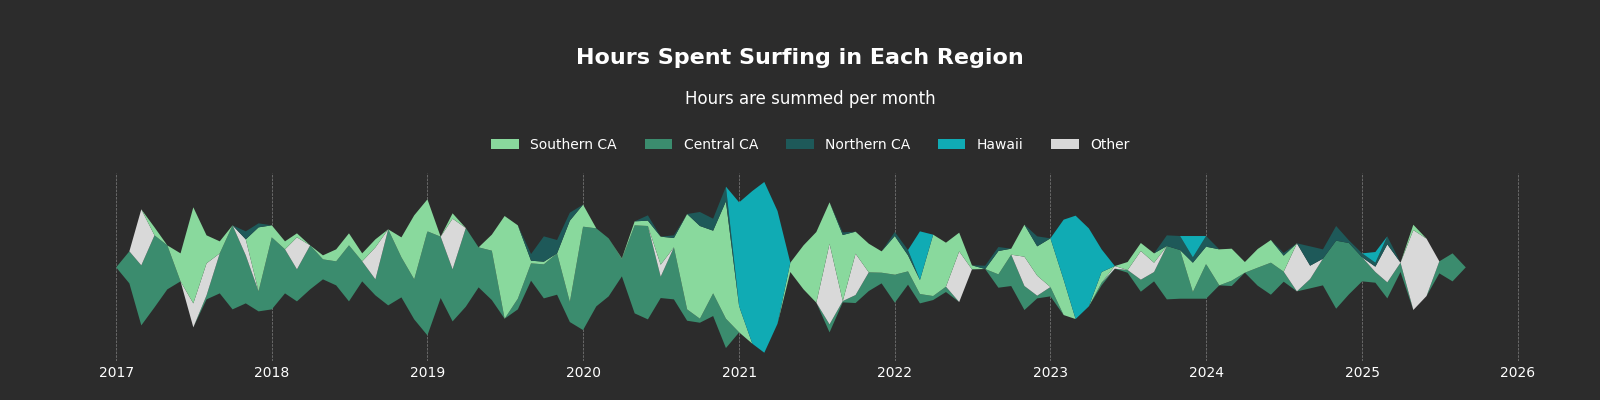 Hours Spent Surfing in Each Region
Hours are summed per month
Southern CA Central CA Northern CA Hawaii Other
2017 2018 2019 2020 2021 2022 2023 2024 2025 2026